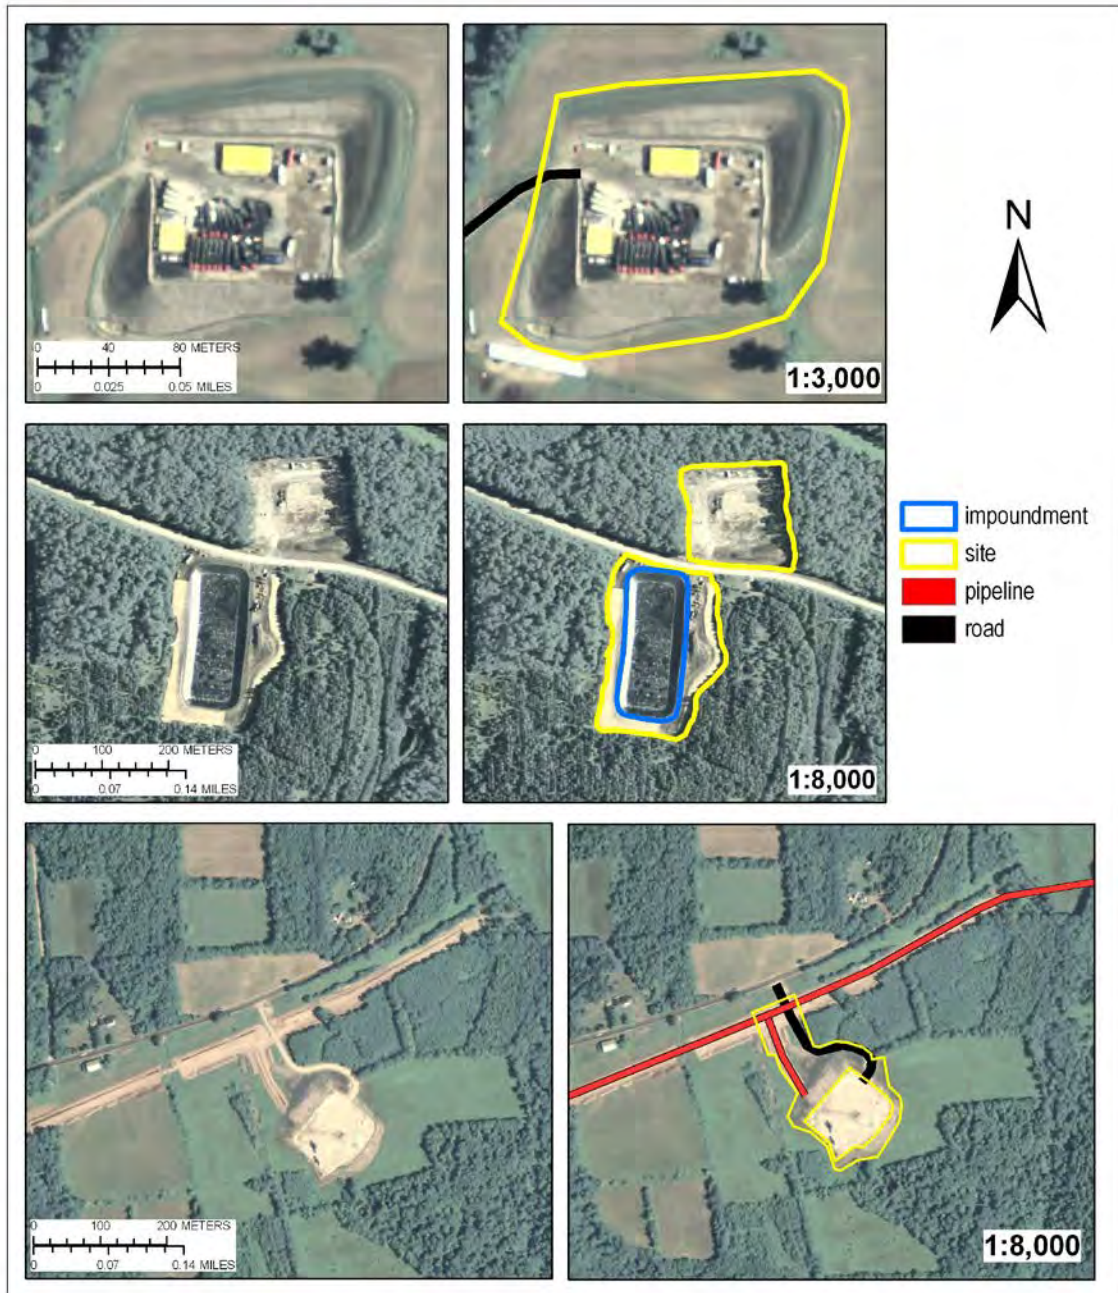 N
0 40 80 METERS
0 0.025 0.05 MILES
1:3,000
0 100 200 METERS
0 0.07 0.14 MILES
1:8,000
impoundment
site
pipeline
road
0 100 200 METERS
0 0.07 0.14 MILES
1:8,000